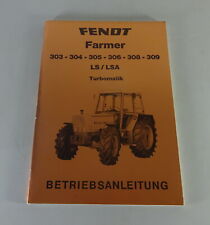 FENDT
Farmer
303 - 304 - 305 - 306 - 308 - 309
LS / LSA
Turbomatik
BETRIEBSANLEITUNG